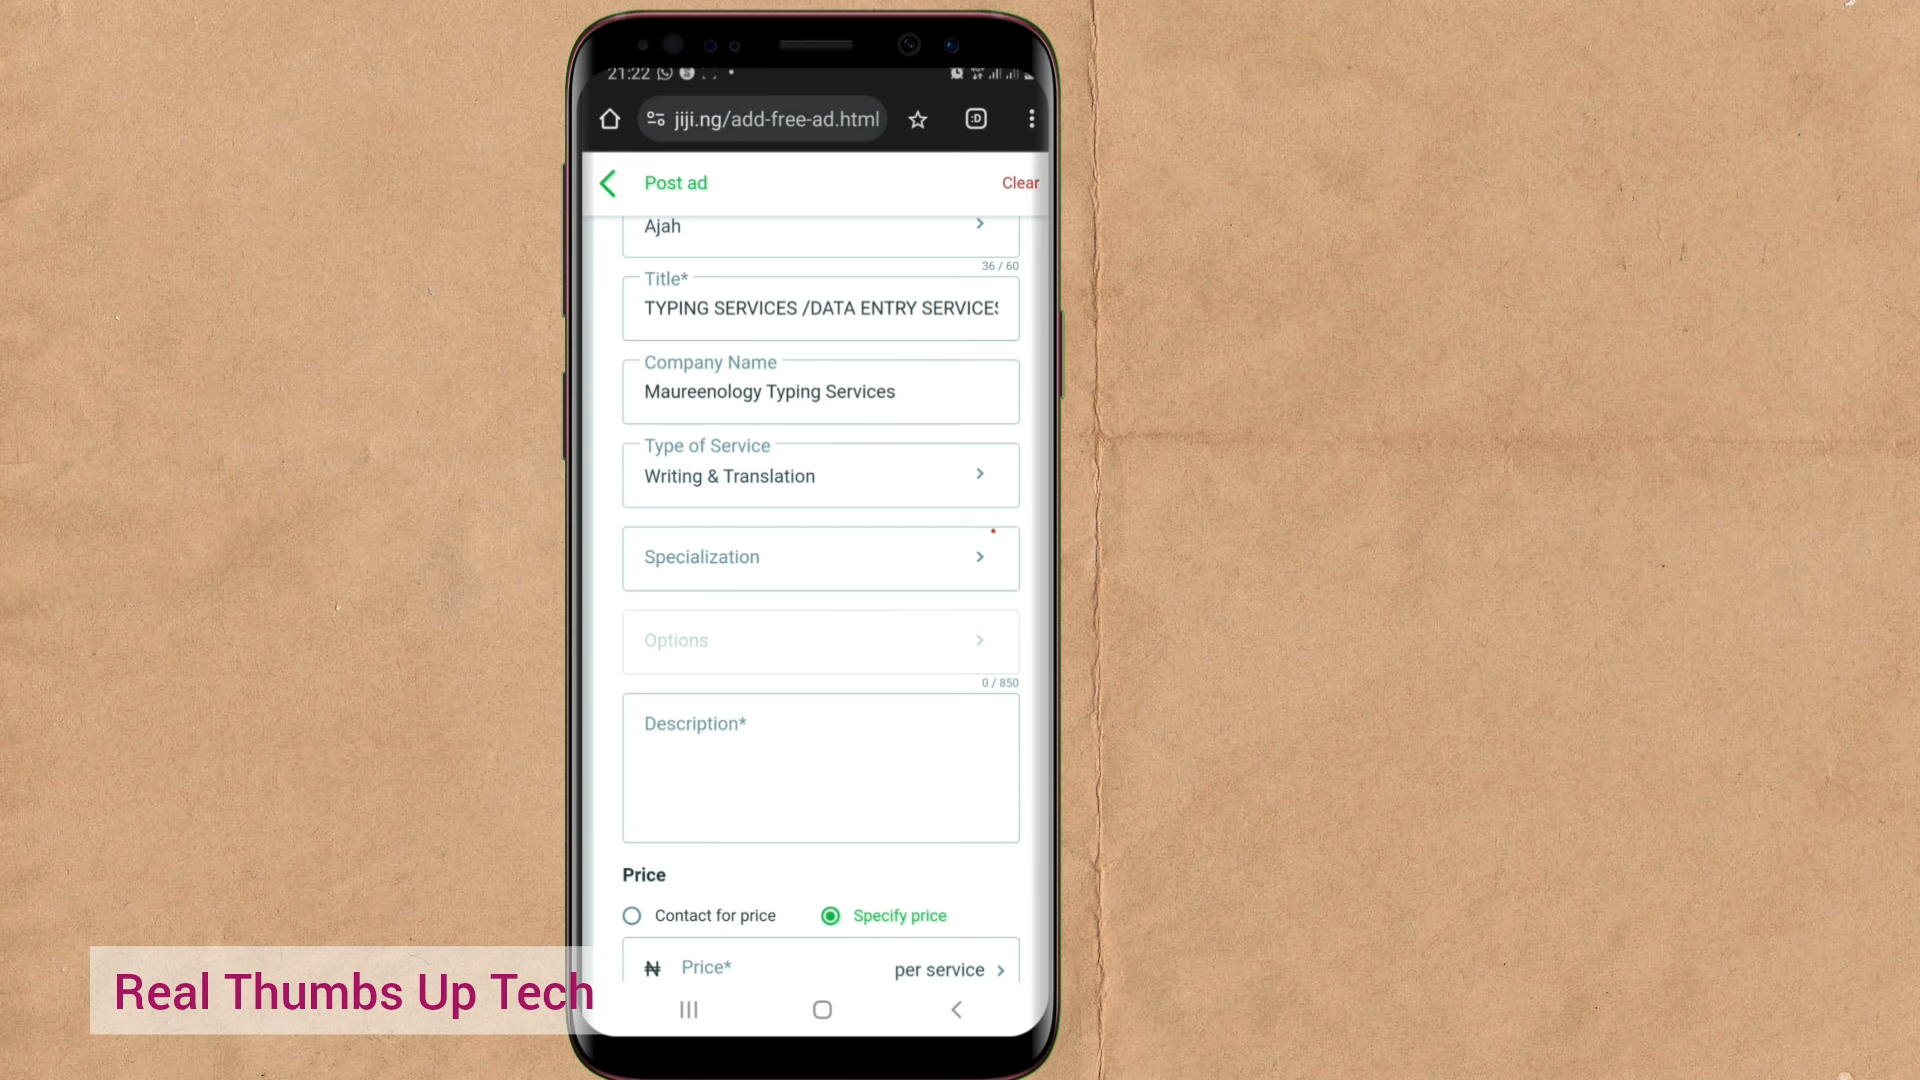 21:22
jiji.ng/add-free-ad.html
Post ad
Clear
Ajah
36 / 60
Title*
TYPING SERVICES /DATA ENTRY SERVICES
Company Name
Maureenology Typing Services
Type of Service
Writing & Translation
Specialization
Options
0 / 850
Description*
Price
Contact for price
Specify price
₦ Price*
per service
Real Thumbs Up Tech